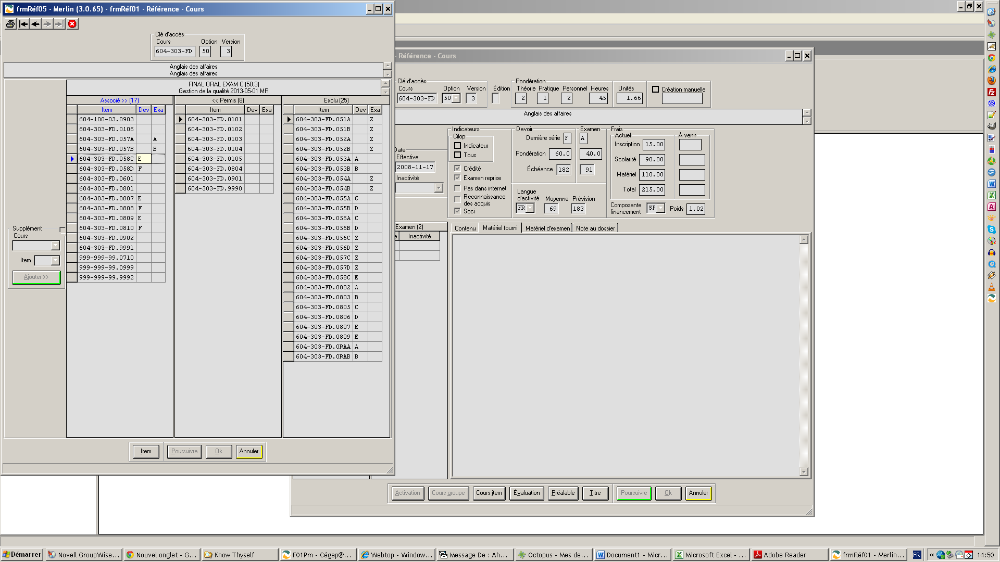 frmRéf05 - Merlin (3.0.65) - frmRéf01 - Référence - Cours
Clé d'accès
Cours Option Version
604-303-FD 50 3
Anglais des affaires
Anglais des affaires
FINAL ORAL EXAM C (50.3)
Gestion de la qualité 2013-05-01 MR
Associé >> (17)
Item Dev Exa
604-100-03.0903
604-303-FD.0106
604-303-FD.057A A
604-303-FD.057B B
604-303-FD.058C E
604-303-FD.058D F
604-303-FD.0601
604-303-FD.0801
604-303-FD.0807 E
604-303-FD.0808 F
604-303-FD.0809 E
604-303-FD.0810 F
604-303-FD.0902
604-303-FD.9991
999-999-99.0710
999-999-99.0999
999-999-99.9992
<< Permis (8)
Item Dev Exa
604-303-FD.0101
604-303-FD.0102
604-303-FD.0103
604-303-FD.0104
604-303-FD.0105
604-303-FD.0804
604-303-FD.0901
604-303-FD.9990
Exclu (25)
Item Dev Exa
604-303-FD.051A Z
604-303-FD.051B Z
604-303-FD.052A Z
604-303-FD.052B Z
604-303-FD.053A A
604-303-FD.053B B
604-303-FD.054A Z
604-303-FD.054B Z
604-303-FD.055A C
604-303-FD.055B D
604-303-FD.056A C
604-303-FD.056B D
604-303-FD.056C Z
604-303-FD.056D Z
604-303-FD.057C Z
604-303-FD.057D Z
604-303-FD.058C E
604-303-FD.0802 A
604-303-FD.0803 B
604-303-FD.0805 C
604-303-FD.0806 D
604-303-FD.0807 E
604-303-FD.0809 E
604-303-FD.0RAA A
604-303-FD.0RAB B
Supplément
Cours
Item
Ajouter >>
Item Poursuivre Ok Annuler
- Référence - Cours
Clé d'accès
Cours Option Version Édition
604-303-FD 50 3
Pondération
Théorie Pratique Personnel Heures Unités
2 1 2 45 1.66
Création manuelle
Anglais des affaires
Date
Effective
2008-11-17
Inactivité
Indicateurs
Cilop
Indicateur
Tous
Crédité
Examen reprise
Pas dans internet
Reconnaissance
des acquis
Soci
Devoir Examen
Dernière série F A
Pondération 60.0 40.0
Échéance 182 91
Langue
d'activité Moyenne Prévision
FR 69 183
Frais
Actuel À venir
Inscription 15.00
Scolarité 90.00
Matériel 110.00
Total 215.00
Composante
financement SP Poids 1.02
Examen (2)
e Inactivité
Contenu Matériel fourni Matériel d'examen Note au dossier
Activation Cours groupe Cours item Évaluation Préalable Titre Poursuivre Ok Annuler
Démarrer Novell GroupWise... Nouvel onglet - G... Know Thyself F01Pm - Cégep@... Webtop - Window... Message De : Ah... Octopus - Mes de... Document1 - Micr... Microsoft Excel - ... Adobe Reader frmRéf01 - Merlin... FR « 14:50